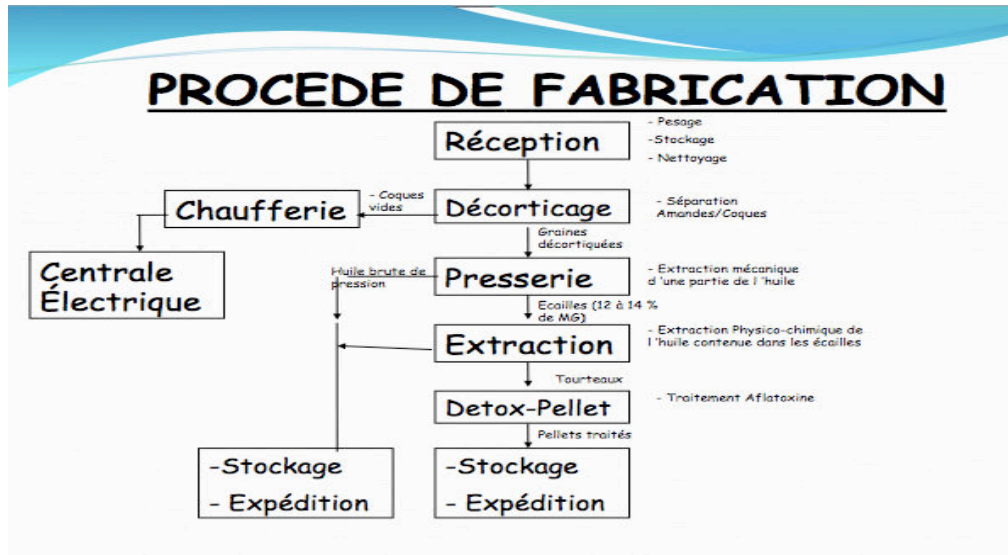 PROCEDE DE FABRICATION
Réception
- Pesage
-Stockage
- Nettoyage
Chaufferie
- Coques
vides
Décorticage
- Séparation
Amandes/Coques
Graines
décortiquées
Centrale
Électrique
Huile brute de
pression
Presserie
- Extraction mécanique
d 'une partie de l 'huile
Ecailles (12 à 14 %
de MG)
Extraction
- Extraction Physico-chimique de
l 'huile contenue dans les écailles
Tourteaux
Detox-Pellet
- Traitement Aflatoxine
Pellets traités
-Stockage
- Expédition
-Stockage
- Expédition